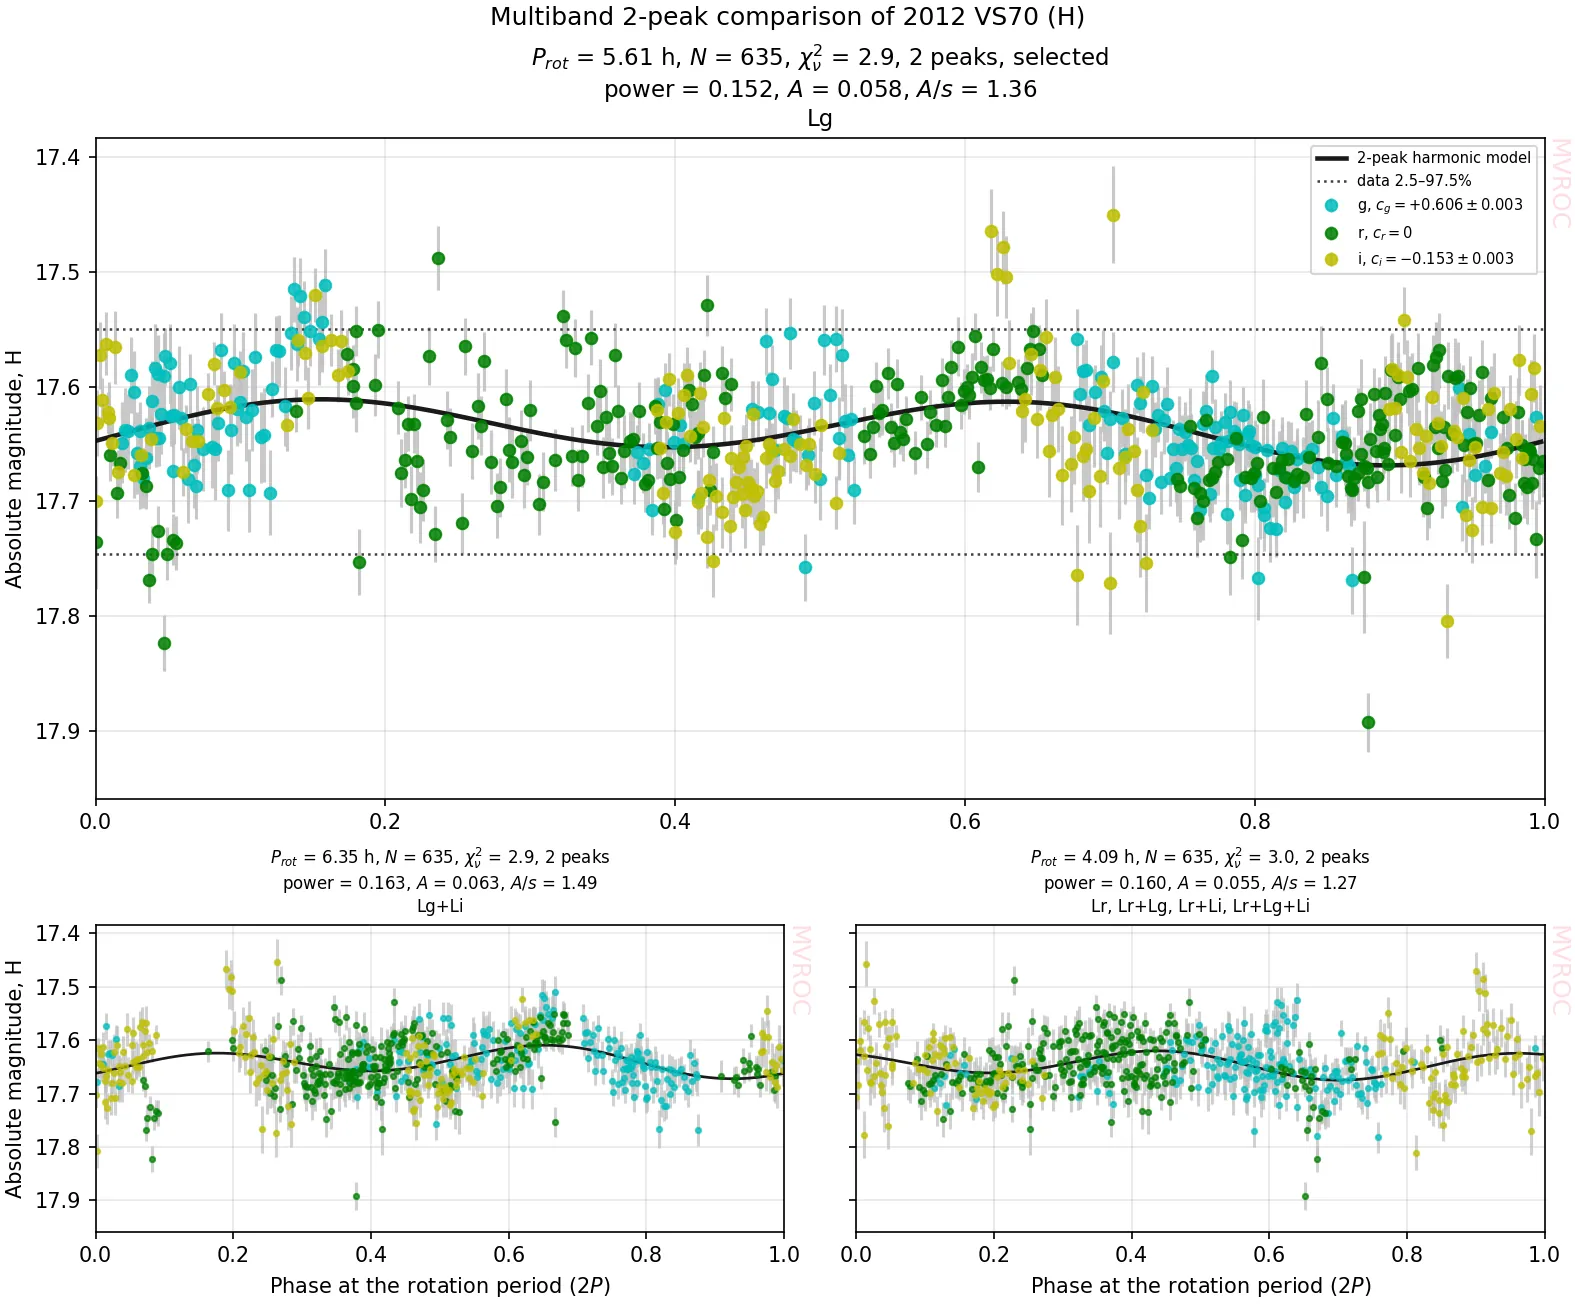 Multiband 2-peak comparison of 2012 VS70 (H)
P_rot = 5.61 h, N = 635, χ²_ν = 2.9, 2 peaks, selected
power = 0.152, A = 0.058, A/s = 1.36
Lg
MVROC
17.4
17.5
17.6
17.7
17.8
17.9
Absolute magnitude, H
2-peak harmonic model
data 2.5–97.5%
g, c_g = +0.606 ± 0.003
r, c_r = 0
i, c_i = −0.153 ± 0.003
0.0 0.2 0.4 0.6 0.8 1.0
P_rot = 6.35 h, N = 635, χ²_ν = 2.9, 2 peaks
power = 0.163, A = 0.063, A/s = 1.49
Lg+Li
MVROC
17.4
17.5
17.6
17.7
17.8
17.9
Absolute magnitude, H
0.0 0.2 0.4 0.6 0.8 1.0
Phase at the rotation period (2P)
P_rot = 4.09 h, N = 635, χ²_ν = 3.0, 2 peaks
power = 0.160, A = 0.055, A/s = 1.27
Lr, Lr+Lg, Lr+Li, Lr+Lg+Li
MVROC
0.0 0.2 0.4 0.6 0.8 1.0
Phase at the rotation period (2P)